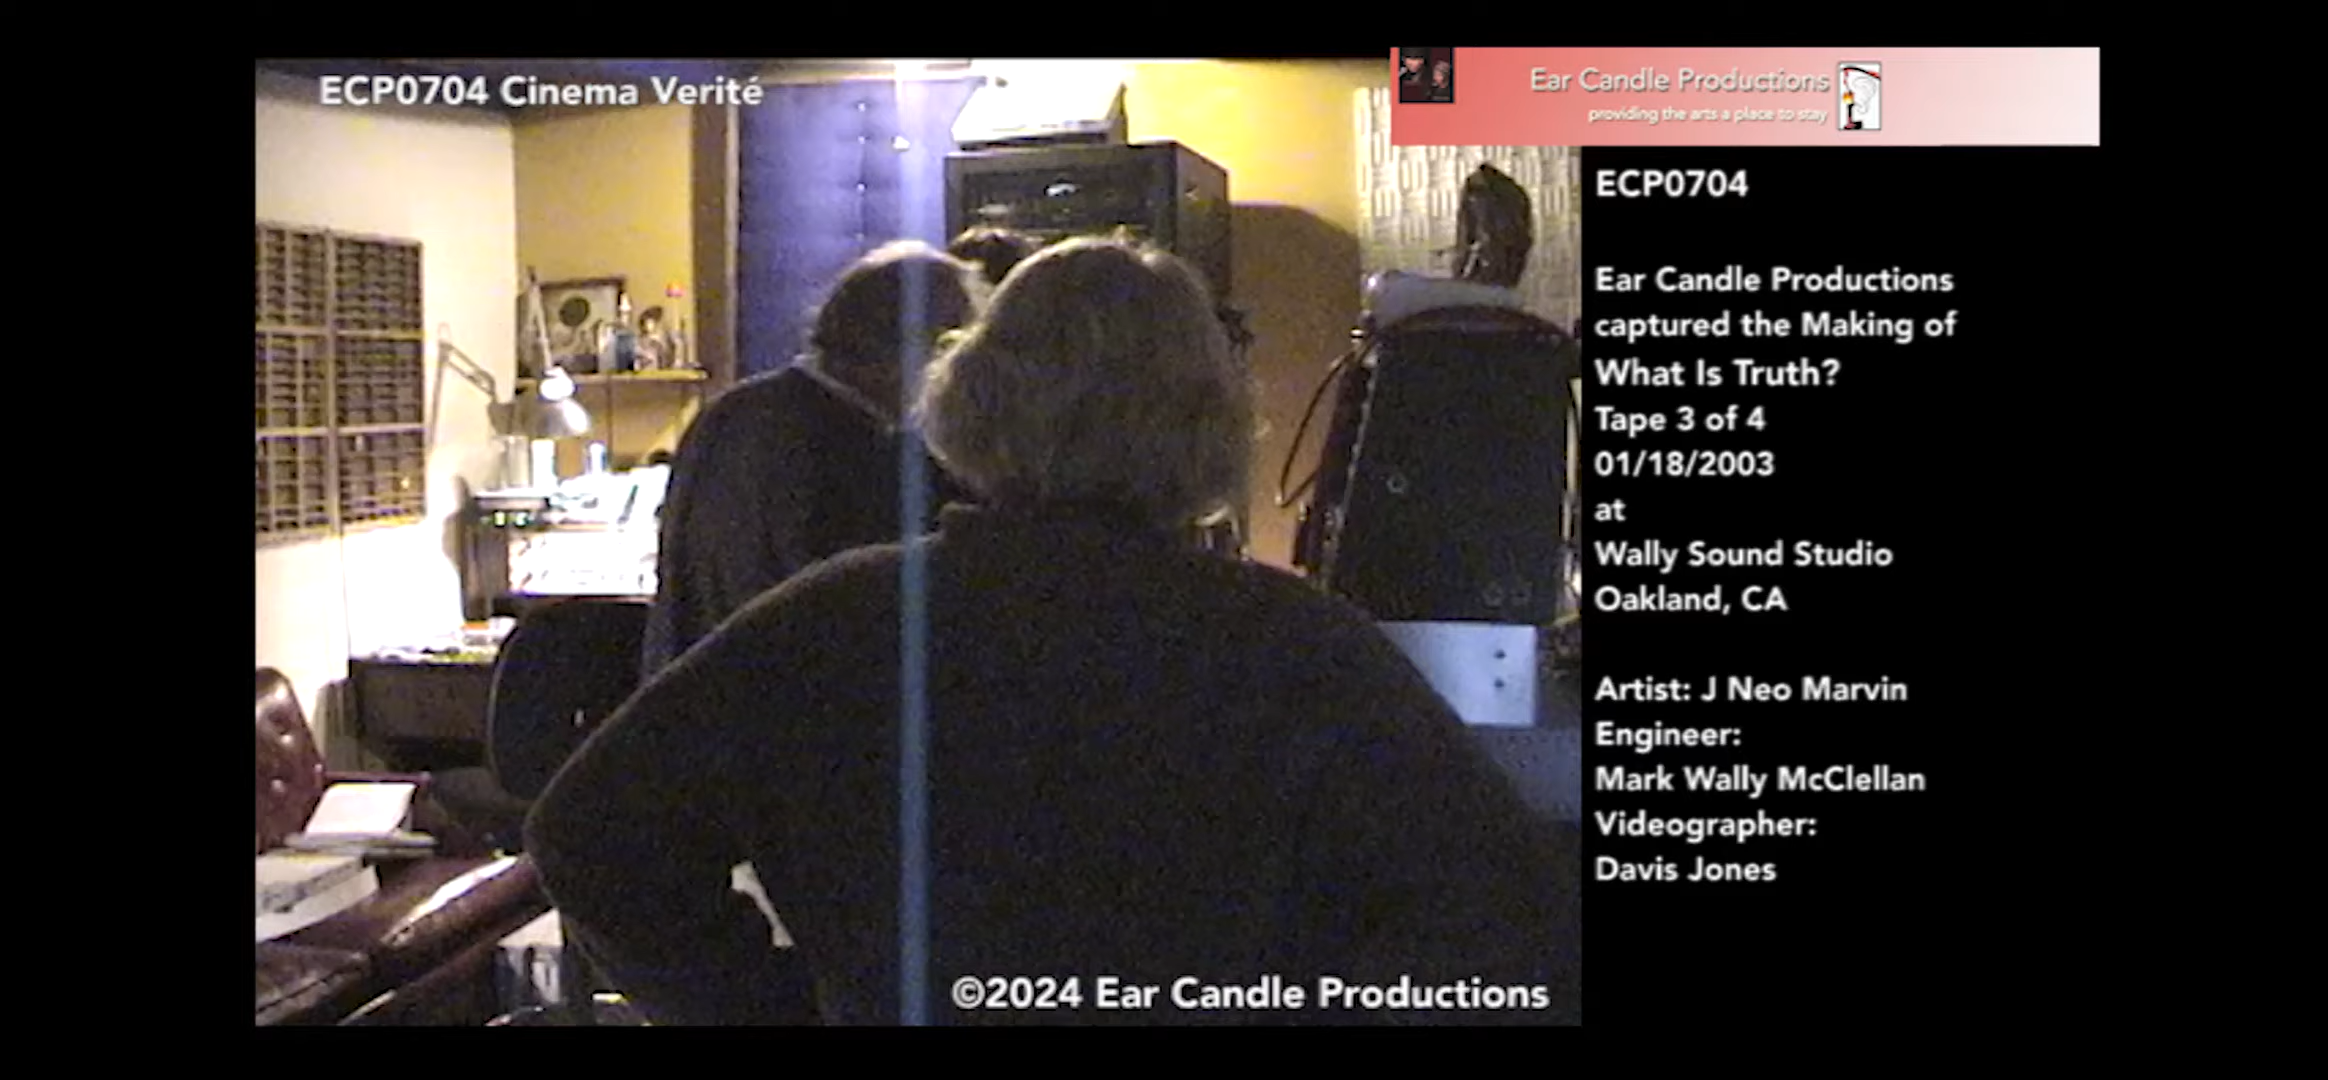 ECP0704 Cinema Verité
Ear Candle Productions
providing the arts a place to stay
ECP0704
Ear Candle Productions
captured the Making of
What Is Truth?
Tape 3 of 4
01/18/2003
at
Wally Sound Studio
Oakland, CA
Artist: J Neo Marvin
Engineer:
Mark Wally McClellan
Videographer:
Davis Jones
©2024 Ear Candle Productions